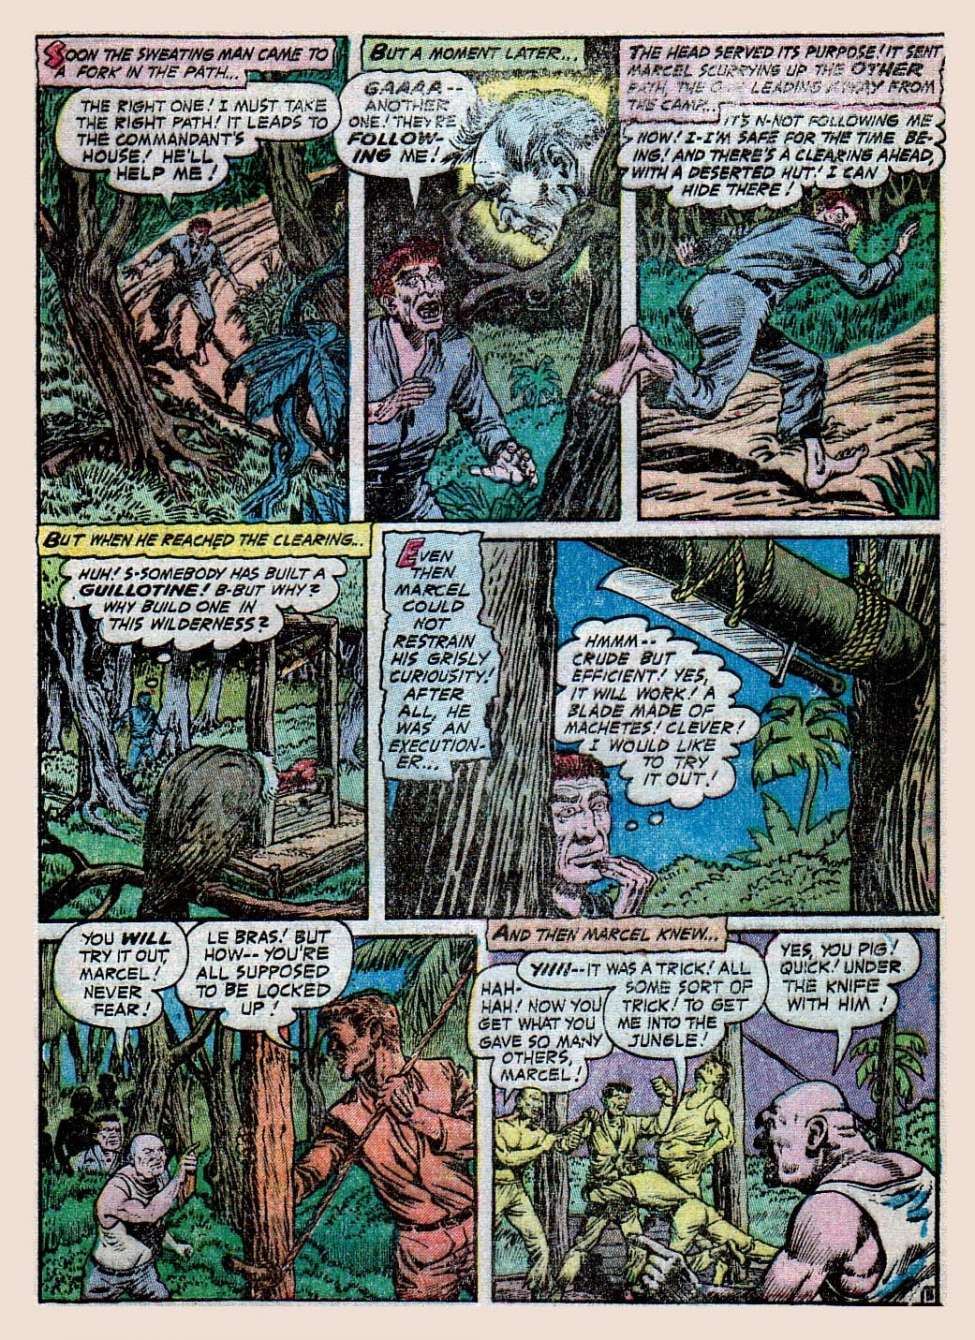 SOON THE SWEATING MAN CAME TO
A FORK IN THE PATH...
THE RIGHT ONE! I MUST TAKE
THE RIGHT PATH! IT LEADS TO
THE COMMANDANT'S
HOUSE! HE'LL
HELP ME!
BUT A MOMENT LATER...
GAAAA--
ANOTHER
ONE! THEY'RE
FOLLOW-
ING ME!
THE HEAD SERVED ITS PURPOSE! IT SENT
MARCEL SCURRYING UP THE OTHER
PATH, THE ONE LEADING AWAY FROM
THE CAMP...
IT'S N-NOT FOLLOWING ME
NOW! I-I'M SAFE FOR THE TIME BE-
ING! AND THERE'S A CLEARING AHEAD,
WITH A DESERTED HUT! I CAN
HIDE THERE!
BUT WHEN HE REACHED THE CLEARING...
HUH! S-SOMEBODY HAS BUILT A
GUILLOTINE! B-BUT WHY?
WHY BUILD ONE IN
THIS WILDERNESS?
EVEN
THEN
MARCEL
COULD
NOT
RESTRAIN
HIS GRISLY
CURIOUSITY!
AFTER
ALL, HE
WAS AN
EXECUTION-
ER...
HMMM--
CRUDE BUT
EFFICIENT! YES,
IT WILL WORK! A
BLADE MADE OF
MACHETES! CLEVER!
I WOULD LIKE
TO TRY
IT OUT!
YOU WILL
TRY IT OUT,
MARCEL!
NEVER
FEAR!
LE BRAS! BUT
HOW-- YOU'RE
ALL SUPPOSED
TO BE LOCKED
UP!
AND THEN MARCEL KNEW...
HAH-
HAH! NOW YOU
GET WHAT YOU
GAVE SO MANY
OTHERS,
MARCEL!
YIIII--IT WAS A TRICK! ALL
SOME SORT OF
TRICK! TO GET
ME INTO THE
JUNGLE!
YES, YOU PIG!
QUICK! UNDER
THE KNIFE
WITH HIM!